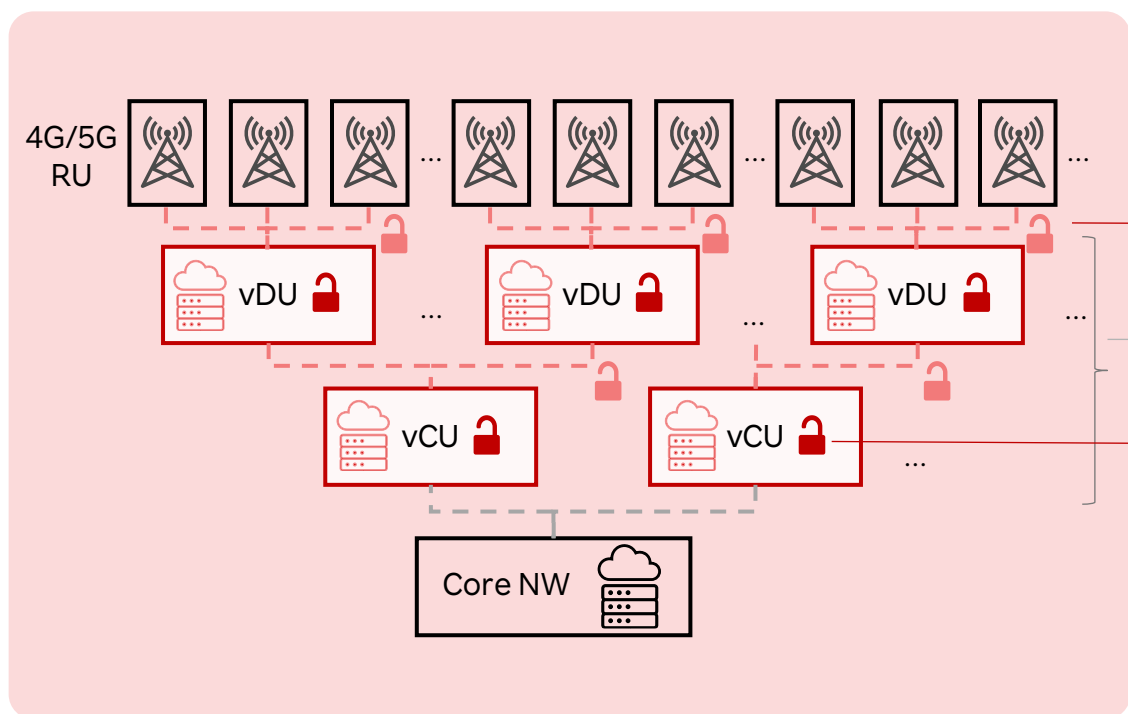 4G/5G
RU
... ... ...
vDU vDU vDU
... ... ...
vCU vCU
...
Core NW